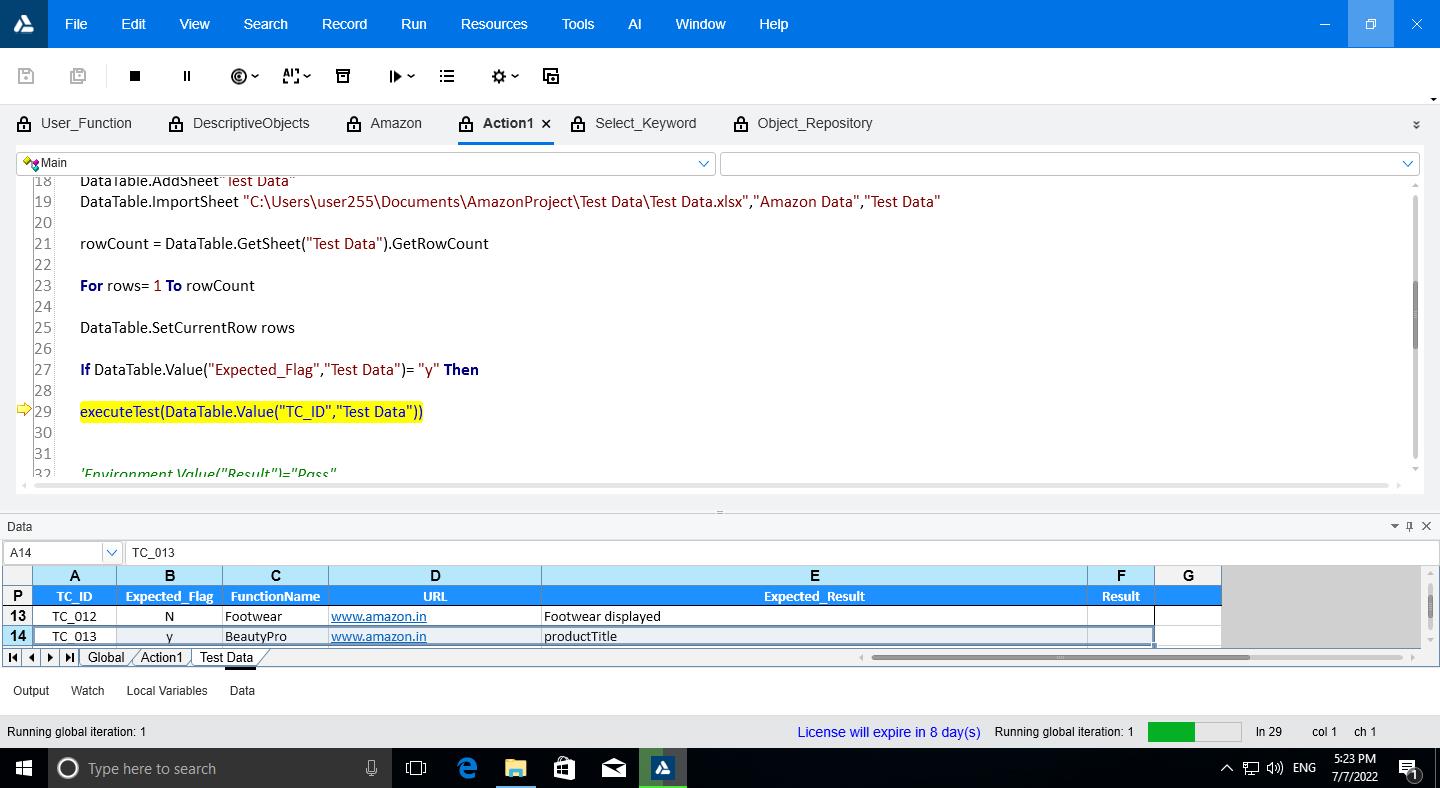 File Edit View Search Record Run Resources Tools AI Window Help
User_Function DescriptiveObjects Amazon Action1 Select_Keyword Object_Repository
Main
18 DataTable.AddSheet"Test Data"
19 DataTable.ImportSheet "C:\Users\user255\Documents\AmazonProject\Test Data\Test Data.xlsx","Amazon Data","Test Data"
20
21 rowCount = DataTable.GetSheet("Test Data").GetRowCount
22
23 For rows= 1 To rowCount
24
25 DataTable.SetCurrentRow rows
26
27 If DataTable.Value("Expected_Flag","Test Data")= "y" Then
28
29 executeTest(DataTable.Value("TC_ID","Test Data"))
30
31
32 'Environment.Value("Result")="Pass"
Data
A14 TC_013
A B C D E F G
P TC_ID Expected_Flag FunctionName URL Expected_Result Result
13 TC_012 N Footwear www.amazon.in Footwear displayed
14 TC_013 y BeautyPro www.amazon.in productTitle
Global Action1 Test Data
Output Watch Local Variables Data
Running global iteration: 1 License will expire in 8 day(s) Running global iteration: 1 ln 29 col 1 ch 1
Type here to search ENG 5:23 PM
7/7/2022 1